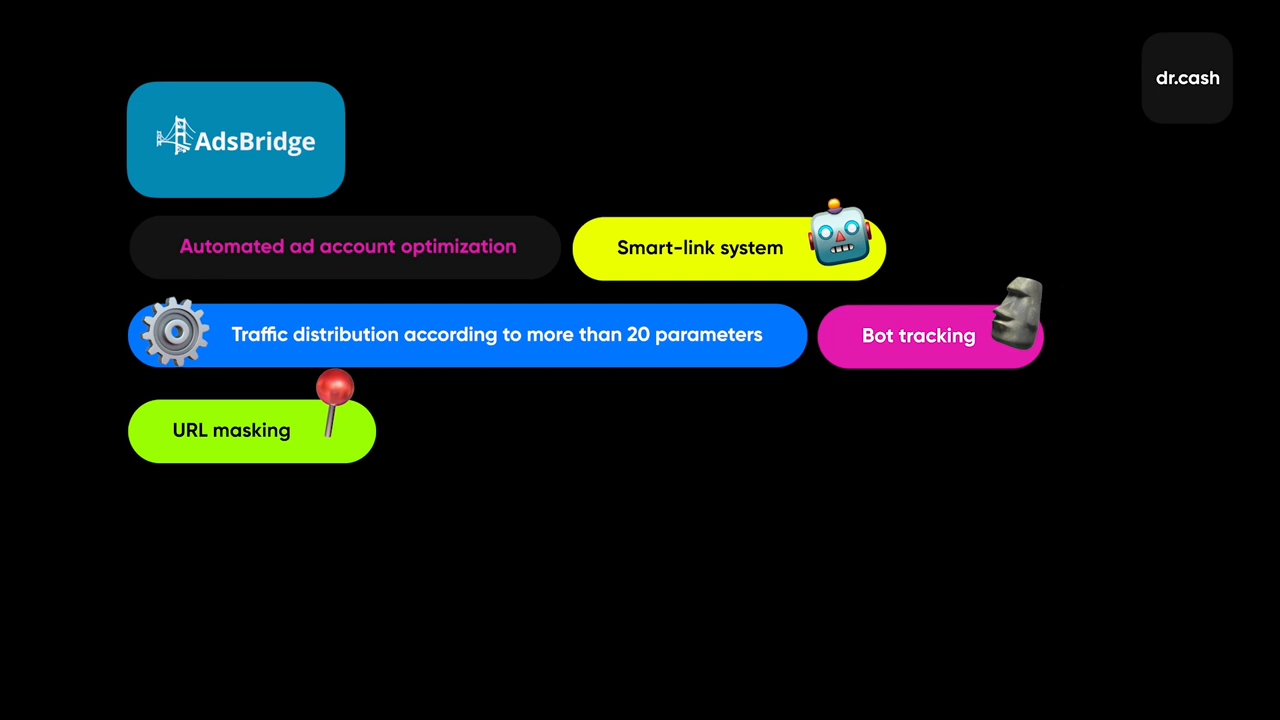 dr.cash
AdsBridge
Automated ad account optimization
Smart-link system
Traffic distribution according to more than 20 parameters
Bot tracking
URL masking